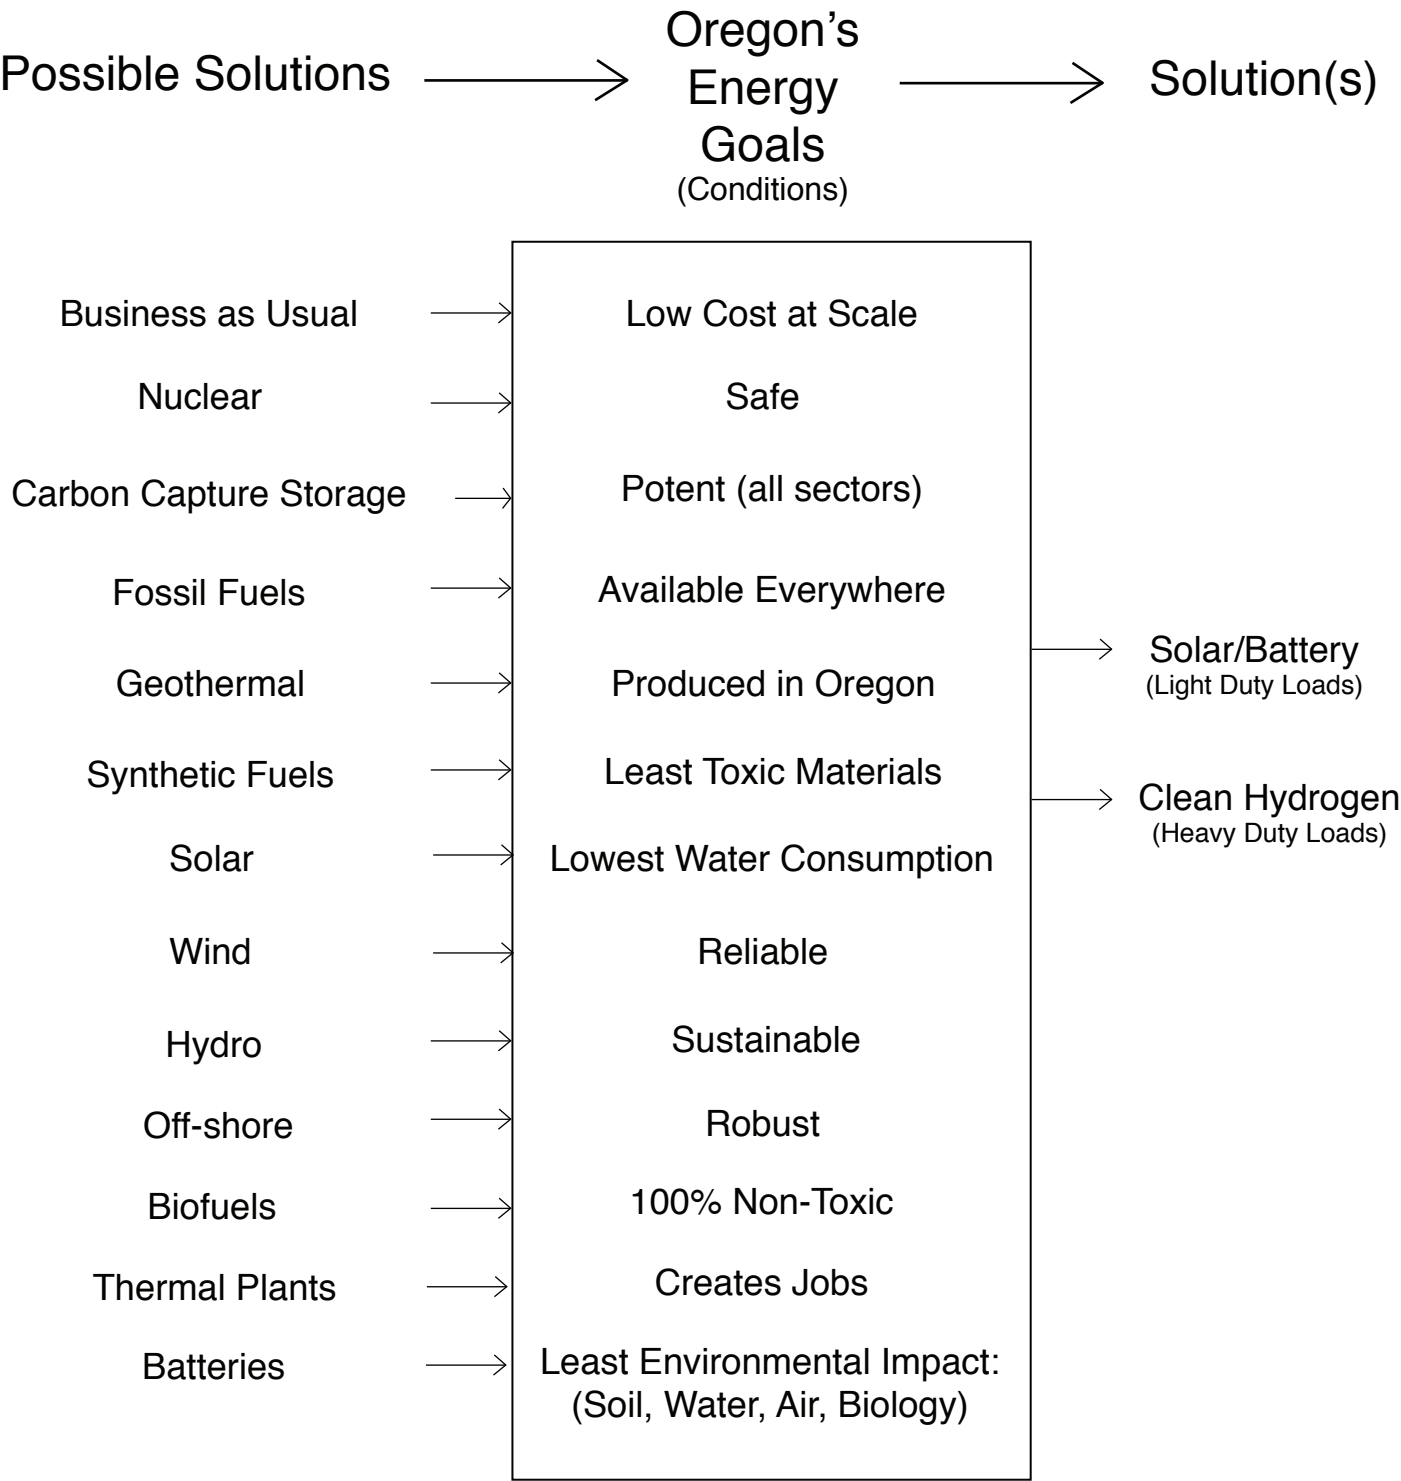 Possible Solutions
Oregon’s
Energy
Goals
(Conditions)
Solution(s)
Business as Usual
Nuclear
Carbon Capture Storage
Fossil Fuels
Geothermal
Synthetic Fuels
Solar
Wind
Hydro
Off-shore
Biofuels
Thermal Plants
Batteries
Low Cost at Scale
Safe
Potent (all sectors)
Available Everywhere
Produced in Oregon
Least Toxic Materials
Lowest Water Consumption
Reliable
Sustainable
Robust
100% Non-Toxic
Creates Jobs
Least Environmental Impact:
(Soil, Water, Air, Biology)
Solar/Battery
(Light Duty Loads)
Clean Hydrogen
(Heavy Duty Loads)